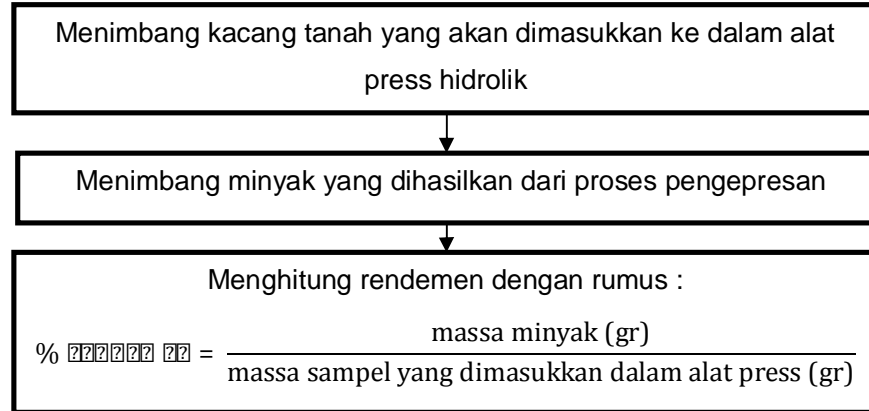 Menimbang kacang tanah yang akan dimasukkan ke dalam alat
press hidrolik
Menimbang minyak yang dihasilkan dari proses pengepresan
Menghitung rendemen dengan rumus :
massa minyak (gr)
% =
massa sampel yang dimasukkan dalam alat press (gr)